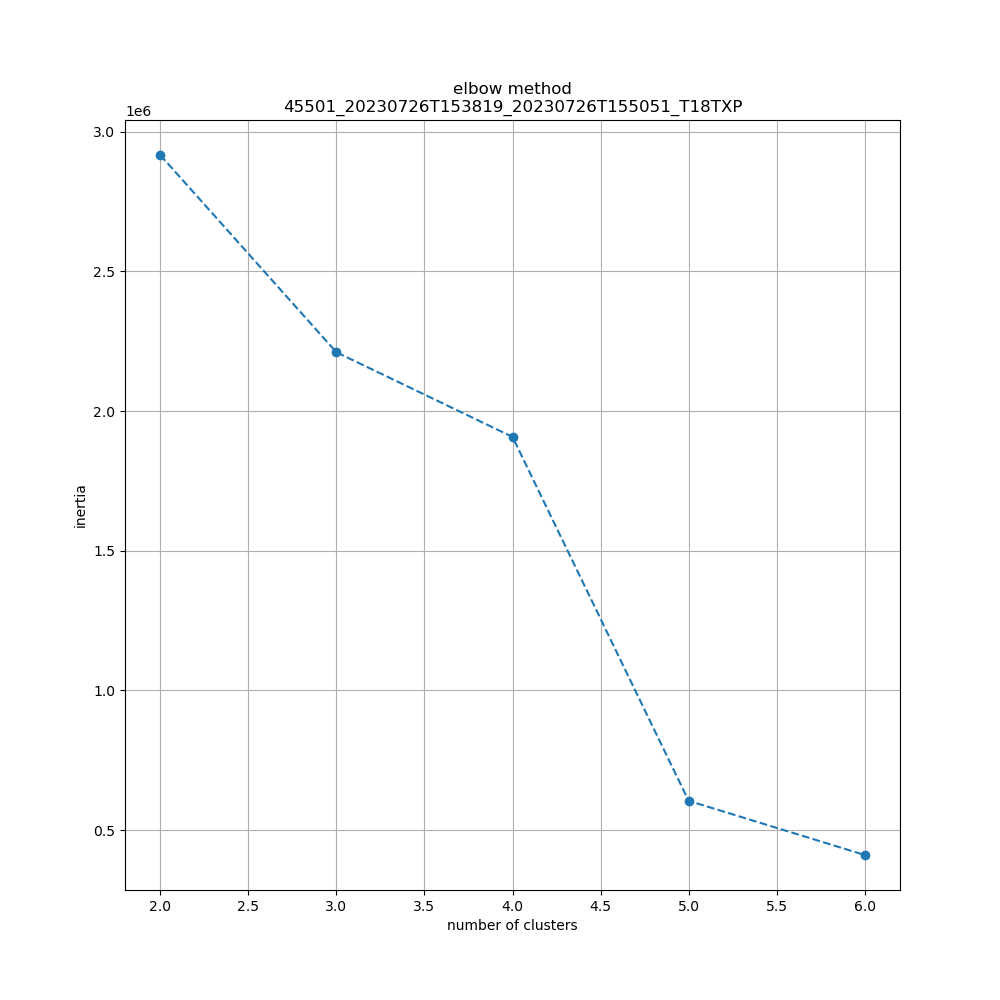 elbow method
45501_20230726T153819_20230726T155051_T18TXP
1e6
3.0
2.5
2.0
1.5
1.0
0.5
inertia
2.0 2.5 3.0 3.5 4.0 4.5 5.0 5.5 6.0
number of clusters